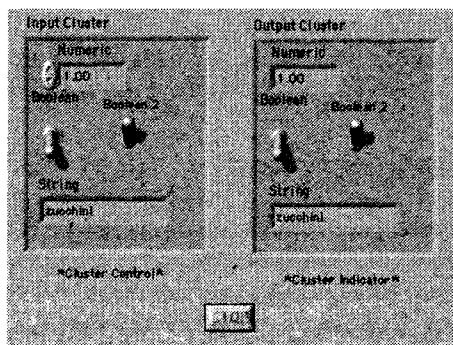 Input Cluster
Numeric
1.00
Boolean
Boolean 2
String
zucchini
*Cluster Control*
Output Cluster
Numeric
1.00
Boolean
Boolean 2
String
zucchini
*Cluster Indicator*